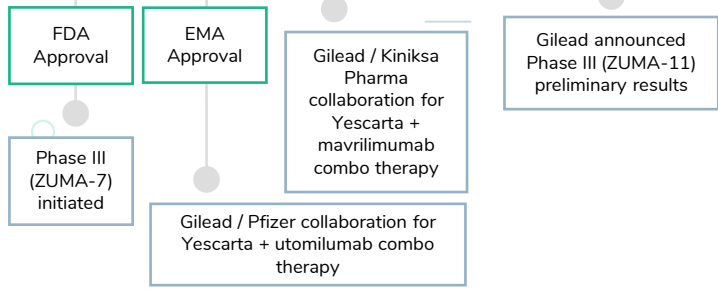 FDA
Approval
EMA
Approval
Gilead / Kiniksa
Pharma
collaboration for
Yescarta +
mavrilimumab
combo therapy
Gilead announced
Phase III (ZUMA-11)
preliminary results
Phase III
(ZUMA-7)
initiated
Gilead / Pfizer collaboration for
Yescarta + utomilumab combo
therapy